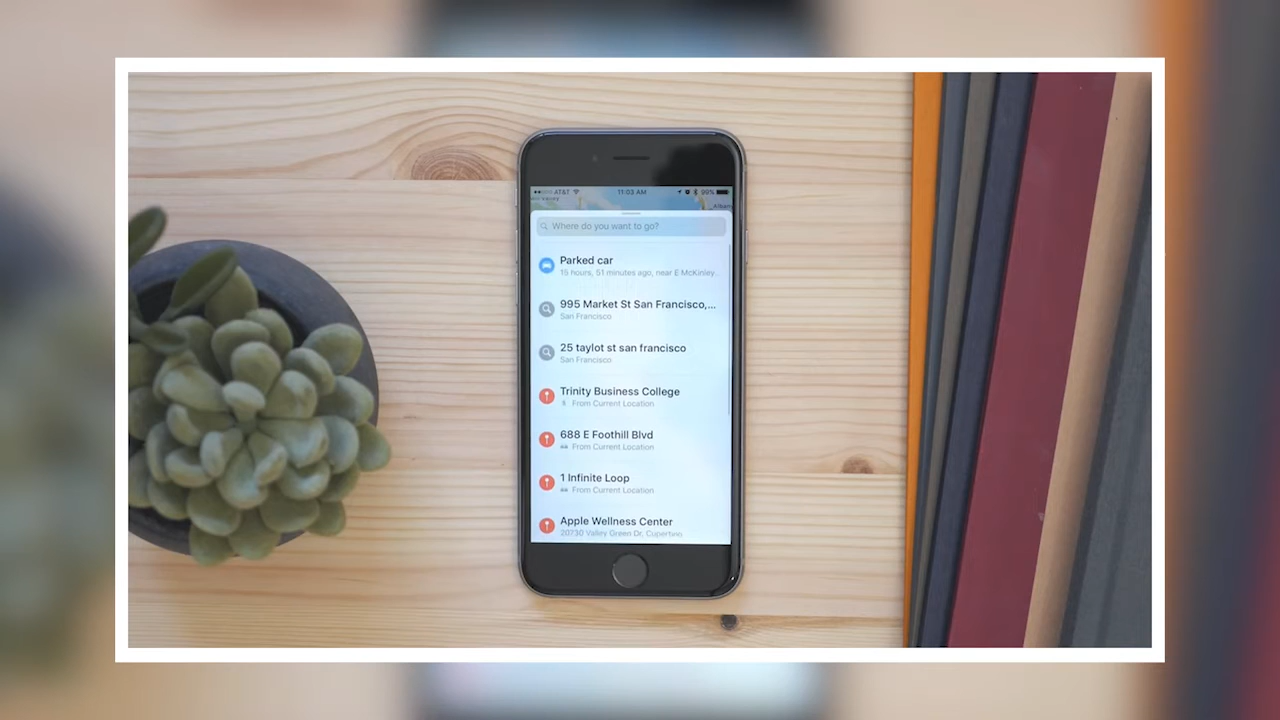 AT&T 11:03 AM 99%
Albany
Where do you want to go?
Parked car
15 hours, 51 minutes ago, near E McKinley...
995 Market St San Francisco,...
San Francisco
25 taylot st san francisco
San Francisco
Trinity Business College
From Current Location
688 E Foothill Blvd
From Current Location
1 Infinite Loop
From Current Location
Apple Wellness Center
20730 Valley Green Dr, Cupertino